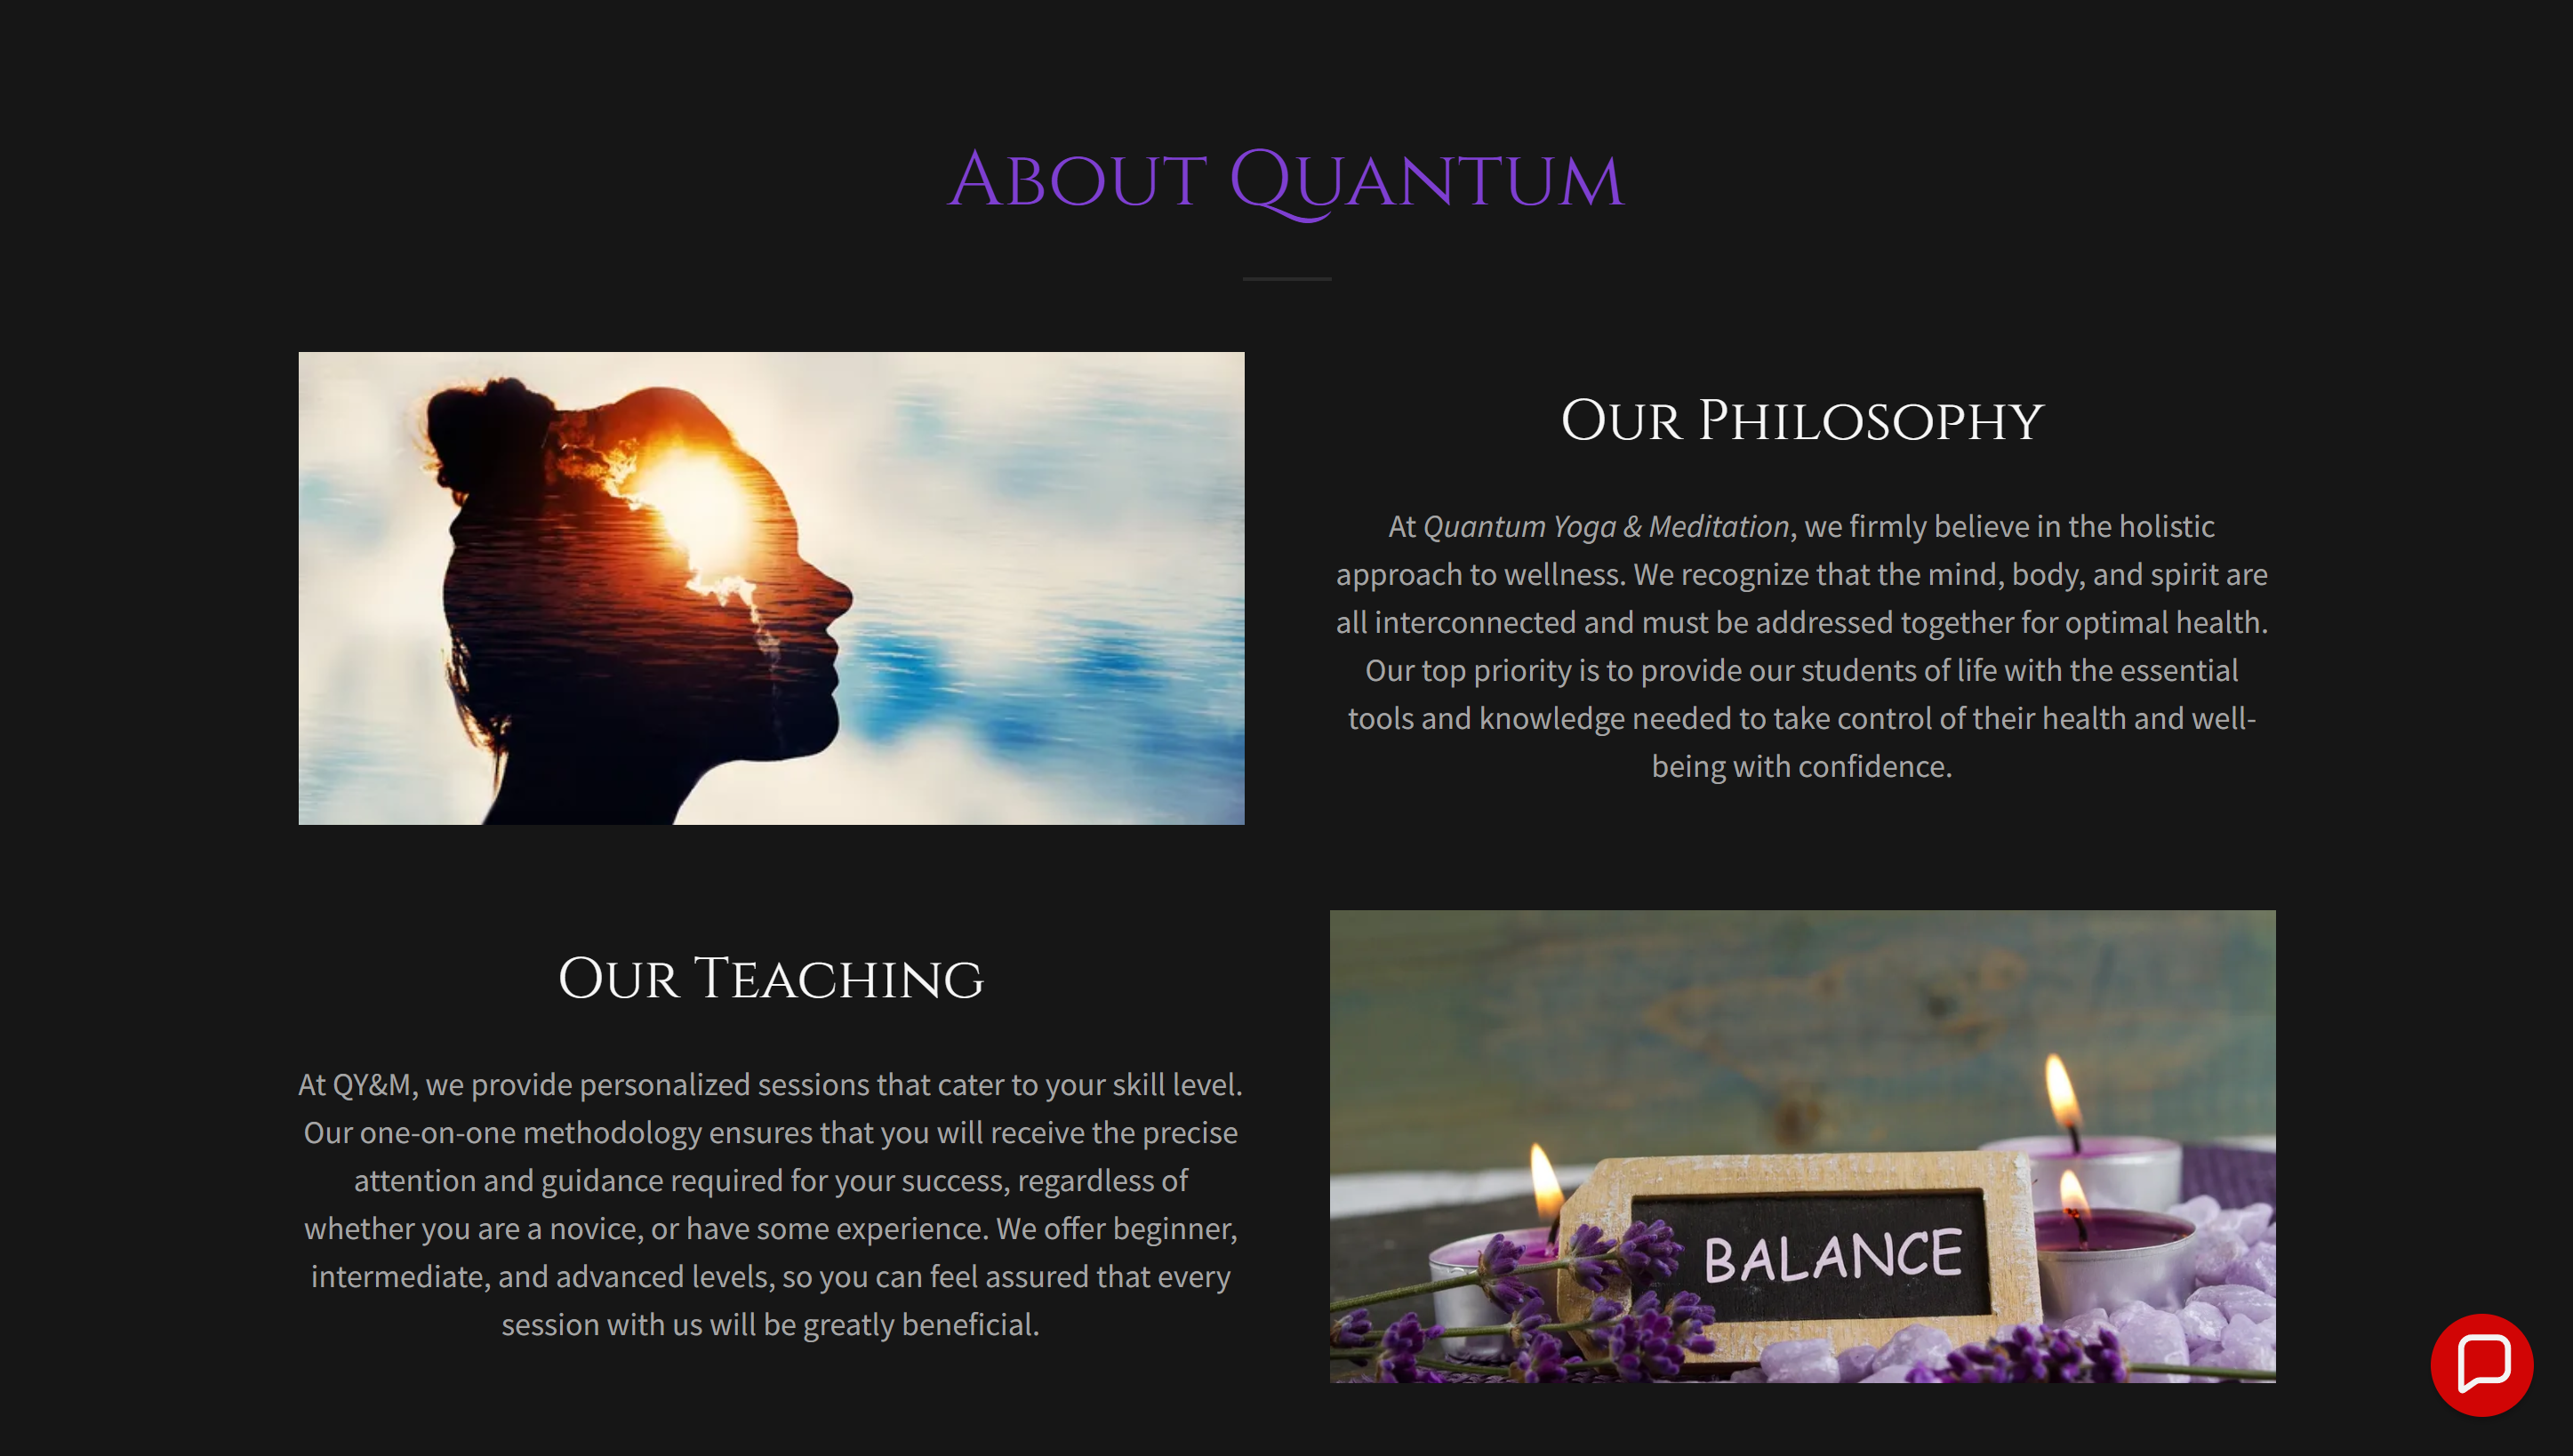 About Quantum
Our Philosophy
At Quantum Yoga & Meditation, we firmly believe in the holistic
approach to wellness. We recognize that the mind, body, and spirit are
all interconnected and must be addressed together for optimal health.
Our top priority is to provide our students of life with the essential
tools and knowledge needed to take control of their health and well-
being with confidence.
Our Teaching
At QY&M, we provide personalized sessions that cater to your skill level.
Our one-on-one methodology ensures that you will receive the precise
attention and guidance required for your success, regardless of
whether you are a novice, or have some experience. We offer beginner,
intermediate, and advanced levels, so you can feel assured that every
session with us will be greatly beneficial.
BALANCE